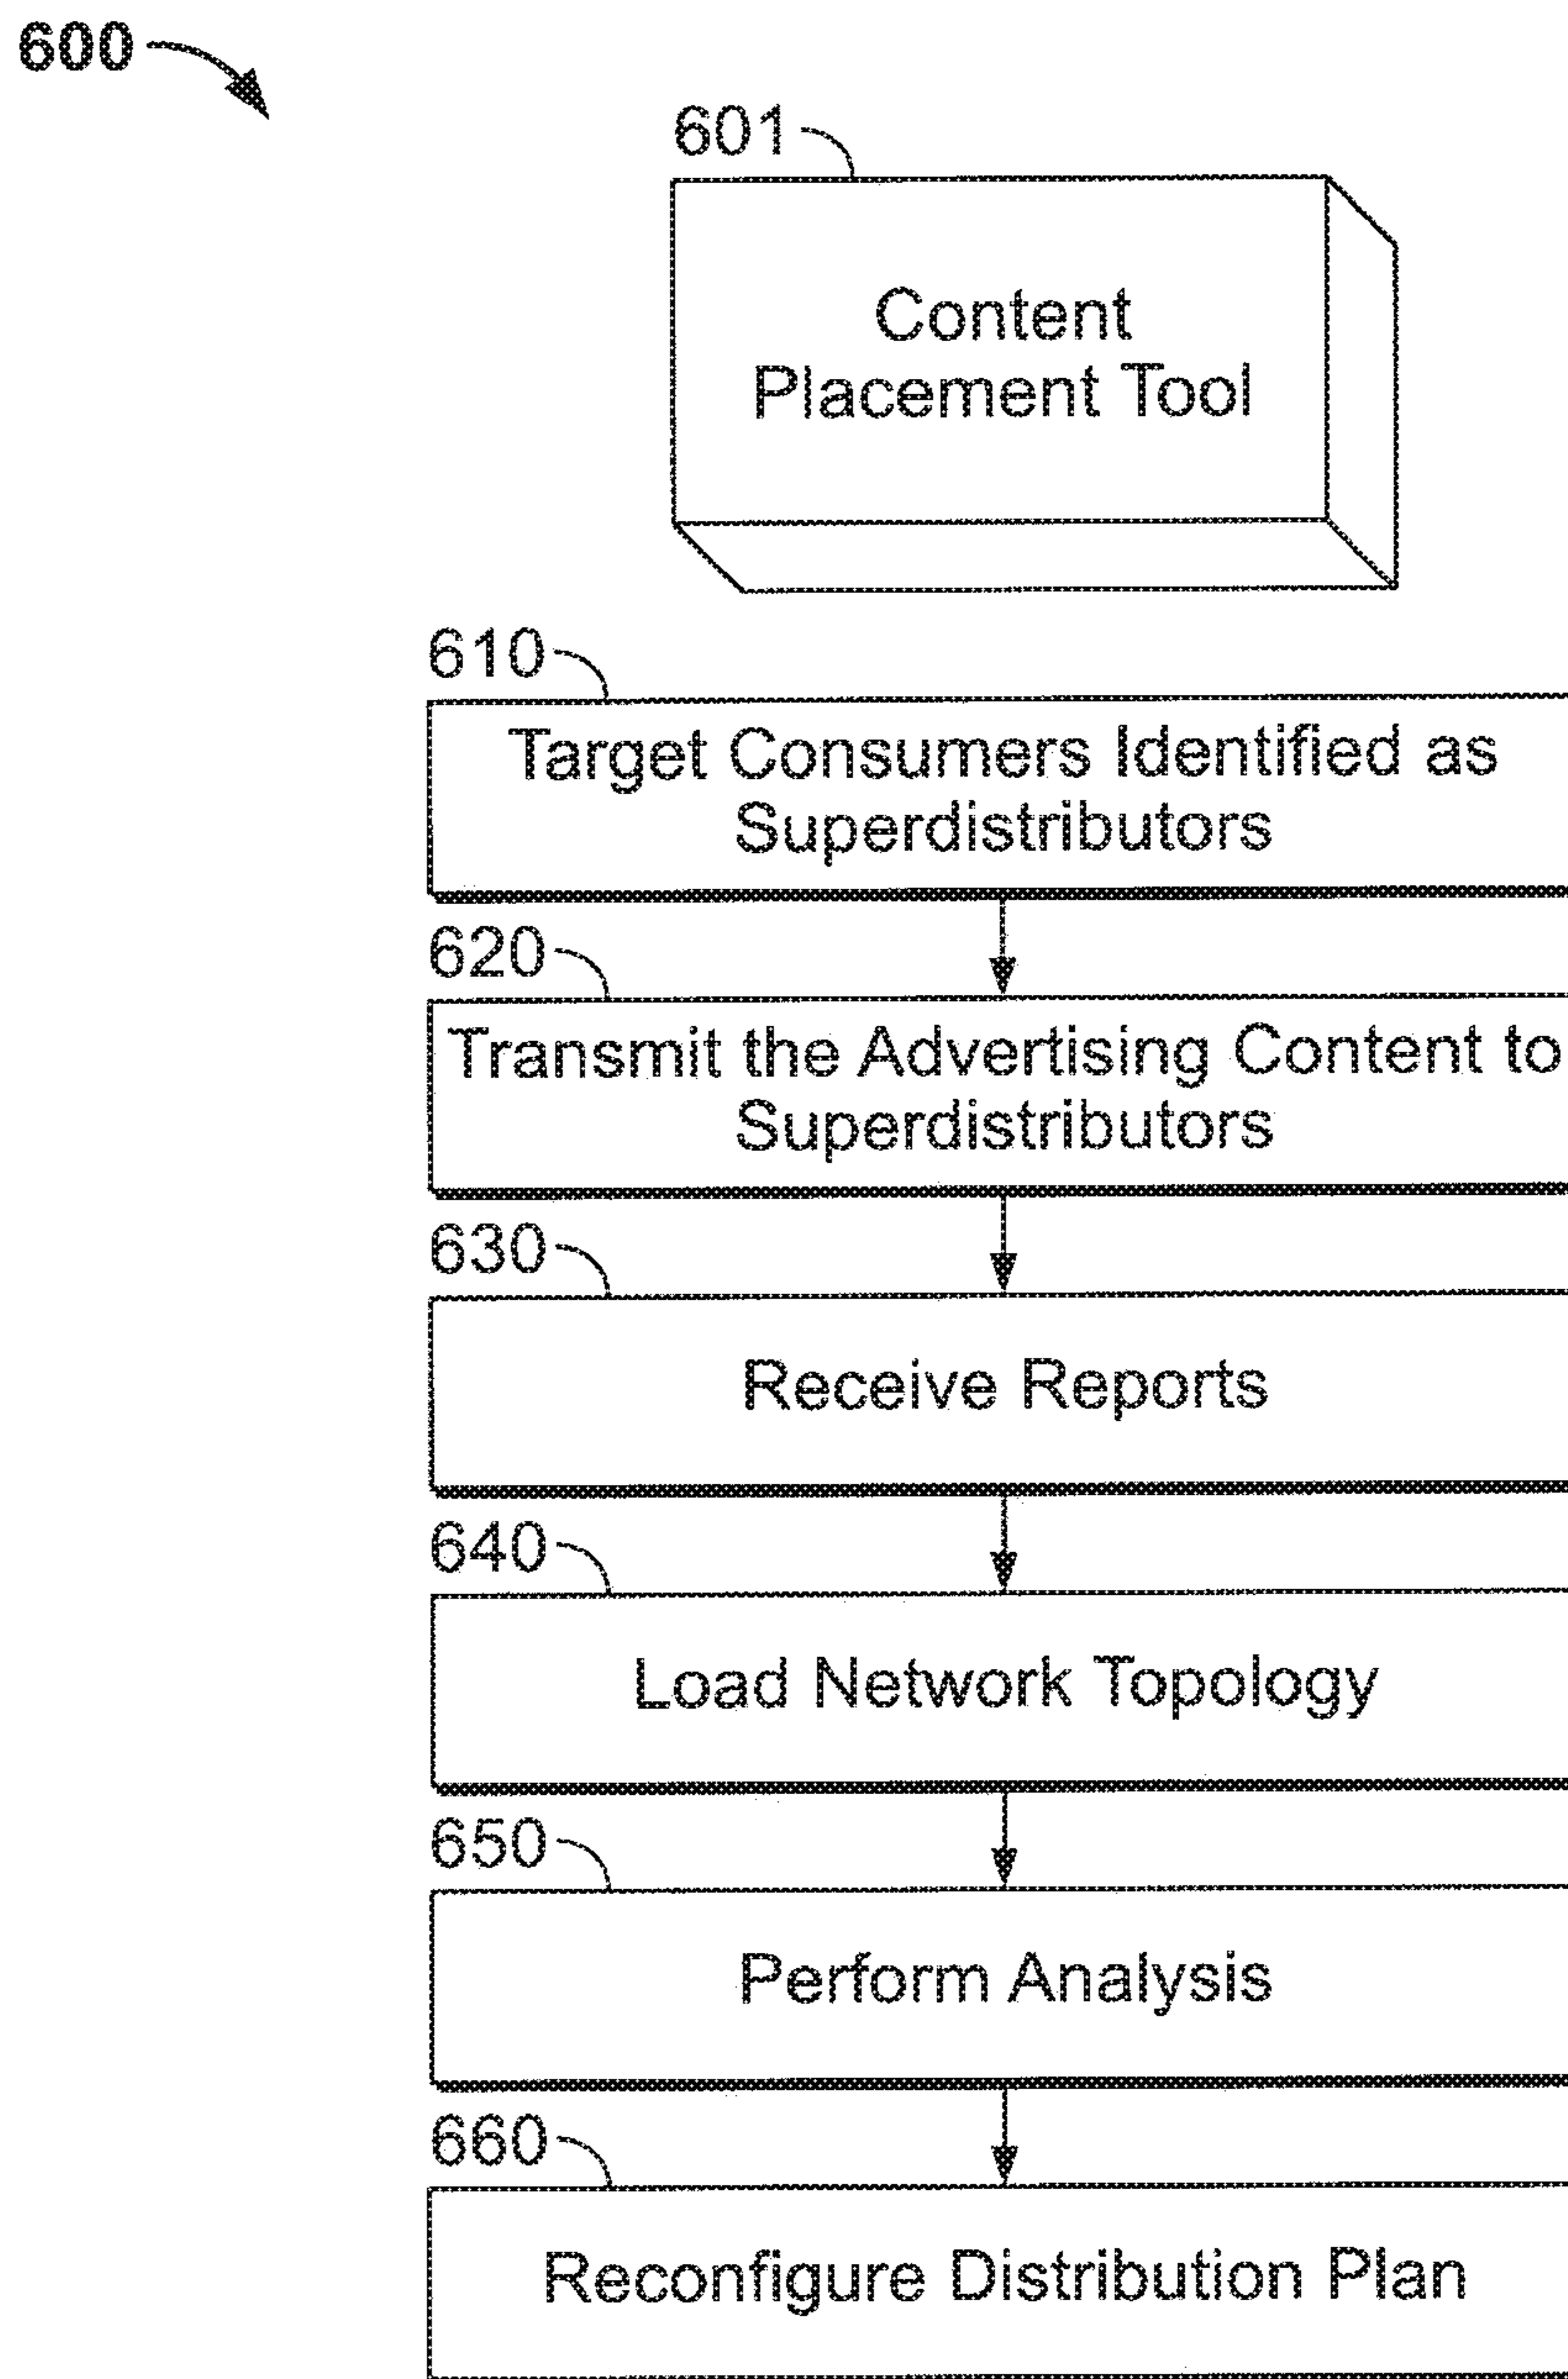 600
601
Content
Placement Tool
610
Target Consumers Identified as
Superdistributors
620
Transmit the Advertising Content to
Superdistributors
630
Receive Reports
640
Load Network Topology
650
Perform Analysis
660
Reconfigure Distribution Plan